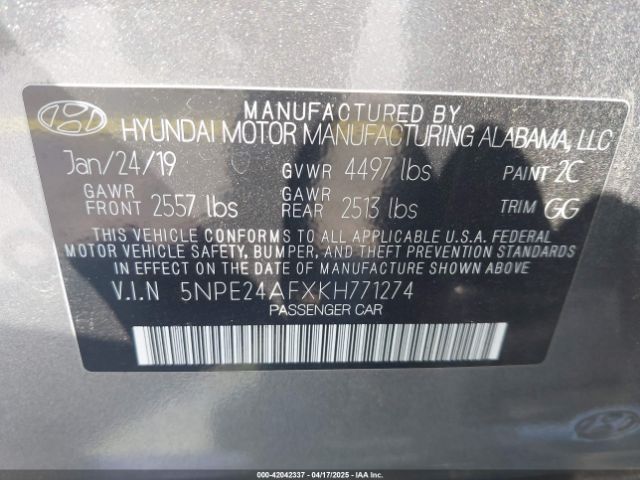 MANUFACTURED BY
HYUNDAI MOTOR MANUFACTURING ALABAMA, LLC
Jan/24/19 GVWR 4497 lbs PAINT 2C
GAWR FRONT 2557 lbs GAWR REAR 2513 lbs TRIM GG
THIS VEHICLE CONFORMS TO ALL APPLICABLE U.S.A. FEDERAL
MOTOR VEHICLE SAFETY, BUMPER, AND THEFT PREVENTION STANDARDS
IN EFFECT ON THE DATE OF MANUFACTURE SHOWN ABOVE
V.I.N 5NPE24AFXKH771274
PASSENGER CAR
000-42042337 - 04/17/2025 - IAAI.COM